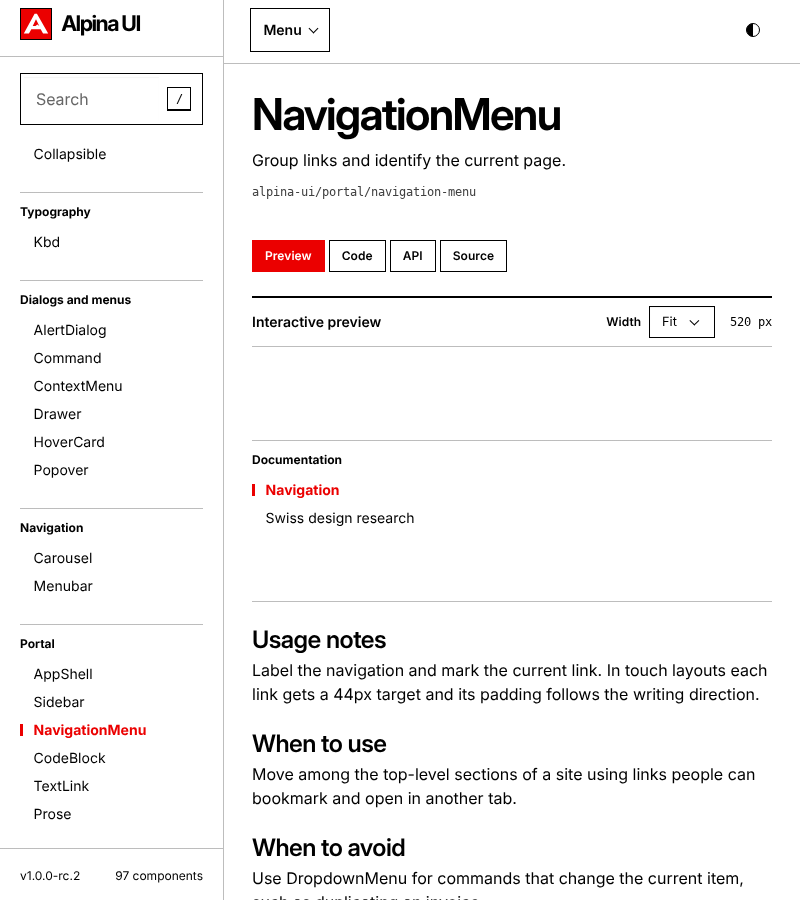 Alpina UI
Search
/
Collapsible
Typography
Kbd
Dialogs and menus
AlertDialog
Command
ContextMenu
Drawer
HoverCard
Popover
Navigation
Carousel
Menubar
Portal
AppShell
Sidebar
NavigationMenu
CodeBlock
TextLink
Prose
v1.0.0-rc.2
97 components
Menu
NavigationMenu
Group links and identify the current page.
alpina-ui/portal/navigation-menu
Preview
Code
API
Source
Interactive preview
Width
Fit
520 px
Documentation
Navigation
Swiss design research
Usage notes
Label the navigation and mark the current link. In touch layouts each
link gets a 44px target and its padding follows the writing direction.
When to use
Move among the top-level sections of a site using links people can
bookmark and open in another tab.
When to avoid
Use DropdownMenu for commands that change the current item,
such as duplicating an invoice.